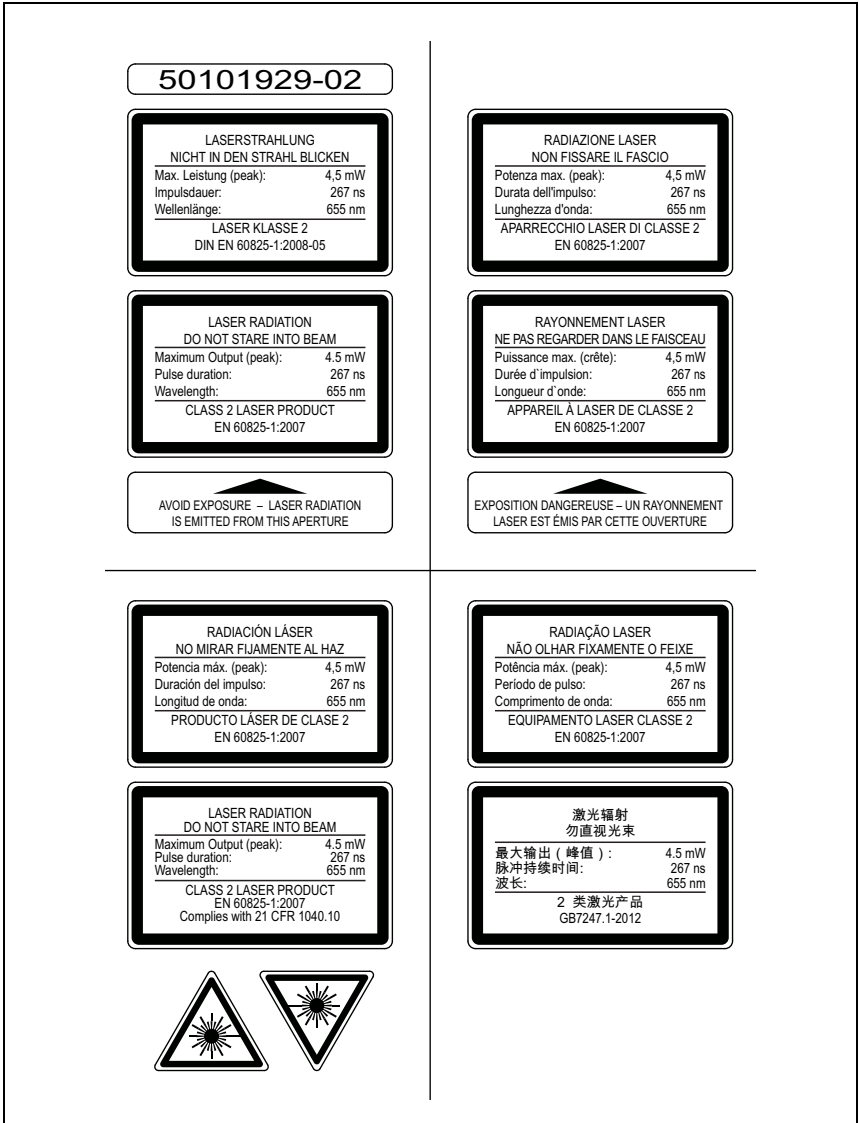 50101929-02
LASERSTRAHLUNG
NICHT IN DEN STRAHL BLICKEN
Max. Leistung (peak): 4,5 mW
Impulsdauer: 267 ns
Wellenlänge: 655 nm
LASER KLASSE 2
DIN EN 60825-1:2008-05
LASER RADIATION
DO NOT STARE INTO BEAM
Maximum Output (peak): 4.5 mW
Pulse duration: 267 ns
Wavelength: 655 nm
CLASS 2 LASER PRODUCT
EN 60825-1:2007
AVOID EXPOSURE – LASER RADIATION
IS EMITTED FROM THIS APERTURE
RADIAZIONE LASER
NON FISSARE IL FASCIO
Potenza max. (peak): 4,5 mW
Durata dell'impulso: 267 ns
Lunghezza d'onda: 655 nm
APARRECCHIO LASER DI CLASSE 2
EN 60825-1:2007
RAYONNEMENT LASER
NE PAS REGARDER DANS LE FAISCEAU
Puissance max. (crête): 4,5 mW
Durée d`impulsion: 267 ns
Longueur d`onde: 655 nm
APPAREIL À LASER DE CLASSE 2
EN 60825-1:2007
EXPOSITION DANGEREUSE – UN RAYONNEMENT
LASER EST ÉMIS PAR CETTE OUVERTURE
RADIACIÓN LÁSER
NO MIRAR FIJAMENTE AL HAZ
Potencia máx. (peak): 4,5 mW
Duración del impulso: 267 ns
Longitud de onda: 655 nm
PRODUCTO LÁSER DE CLASE 2
EN 60825-1:2007
LASER RADIATION
DO NOT STARE INTO BEAM
Maximum Output (peak): 4.5 mW
Pulse duration: 267 ns
Wavelength: 655 nm
CLASS 2 LASER PRODUCT
EN 60825-1:2007
Complies with 21 CFR 1040.10
RADIAÇÃO LASER
NÃO OLHAR FIXAMENTE O FEIXE
Potência máx. (peak): 4,5 mW
Período de pulso: 267 ns
Comprimento de onda: 655 nm
EQUIPAMENTO LASER CLASSE 2
EN 60825-1:2007
激光辐射
勿直视光束
最大输出（峰值）: 4.5 mW
脉冲持续时间: 267 ns
波长: 655 nm
2 类激光产品
GB7247.1-2012